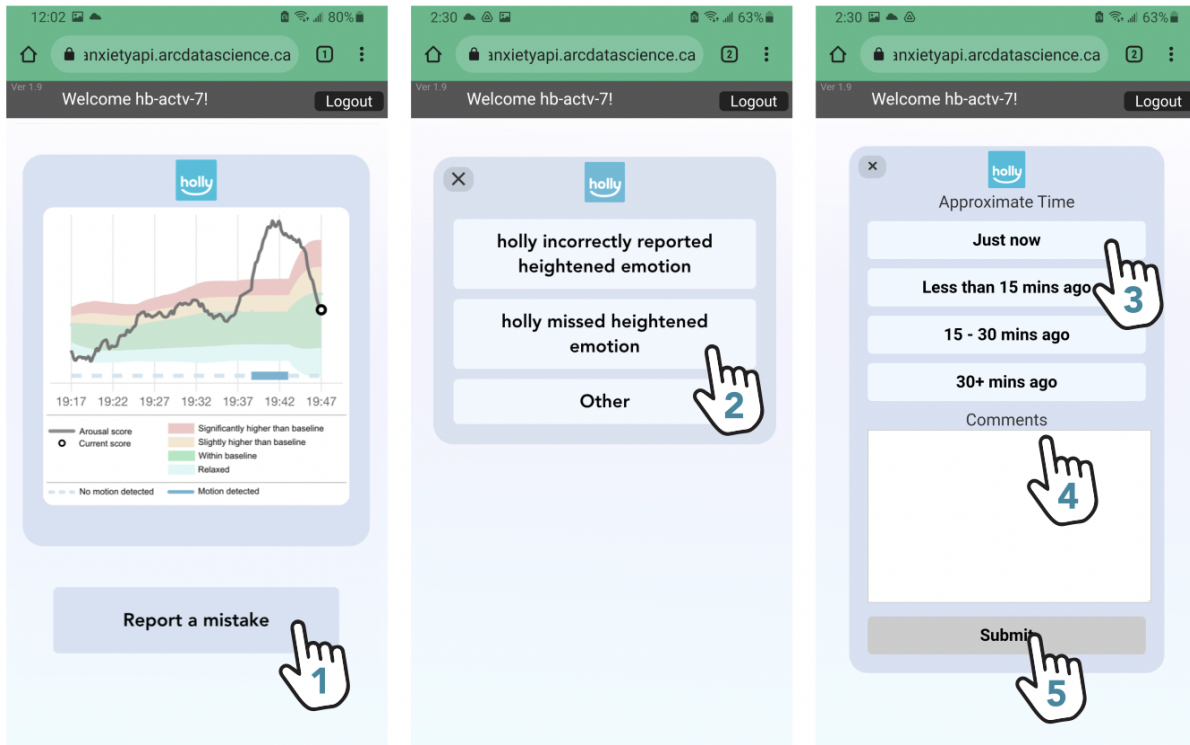 12:02 80%
anxietyapi.arcdatascience.ca 1
Ver 1.9
Welcome hb-actv-7! Logout
holly
19:17 19:22 19:27 19:32 19:37 19:42 19:47
Arousal score
Current score
Significantly higher than baseline
Slightly higher than baseline
Within baseline
Relaxed
No motion detected Motion detected
Report a mistake
1
2:30 63%
anxietyapi.arcdatascience.ca 2
Ver 1.9
Welcome hb-actv-7! Logout
holly
holly incorrectly reported
heightened emotion
holly missed heightened
emotion
Other
2
2:30 63%
anxietyapi.arcdatascience.ca 2
Ver 1.9
Welcome hb-actv-7! Logout
holly
Approximate Time
Just now
Less than 15 mins ago
3
15 - 30 mins ago
30+ mins ago
Comments
4
Submit
5